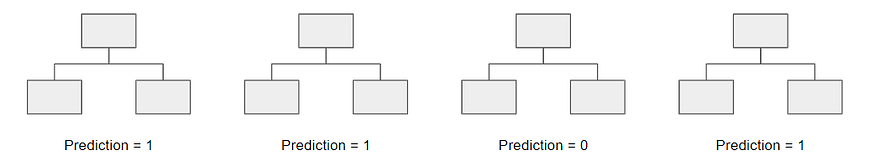 Prediction = 1
Prediction = 1
Prediction = 0
Prediction = 1